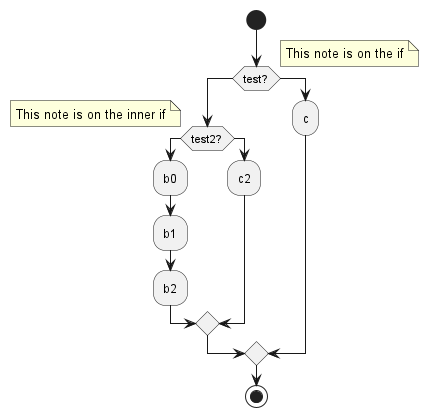 This note is on the if
test?
This note is on the inner if
test2?
c
b0
c2
b1
b2